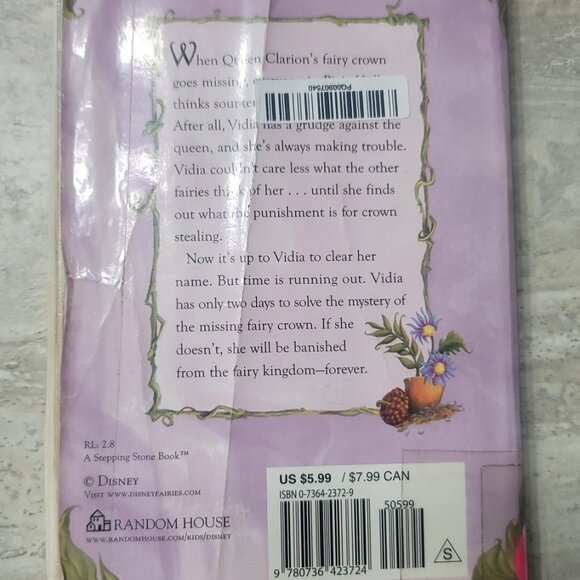 When Queen Clarion's fairy crown
goes missing,
PQ00907540
thinks sour-te
After all, Vidia has a grudge against the
queen, and she's always making trouble.
Vidia couldn't care less what the other
fairies think of her . . . until she finds
out what the punishment is for crown
stealing.
Now it's up to Vidia to clear her
name. But time is running out. Vidia
has only two days to solve the mystery of
the missing fairy crown. If she
doesn't, she will be banished
from the fairy kingdom—forever.
RL: 2.8
A Stepping Stone Book™
© Disney
Visit www.disneyfairies.com
RANDOM HOUSE
www.randomhouse.com/kids/disney
US $5.99 / $7.99 CAN
ISBN 0-7364-2372-9
50599
9 780736 423724
S